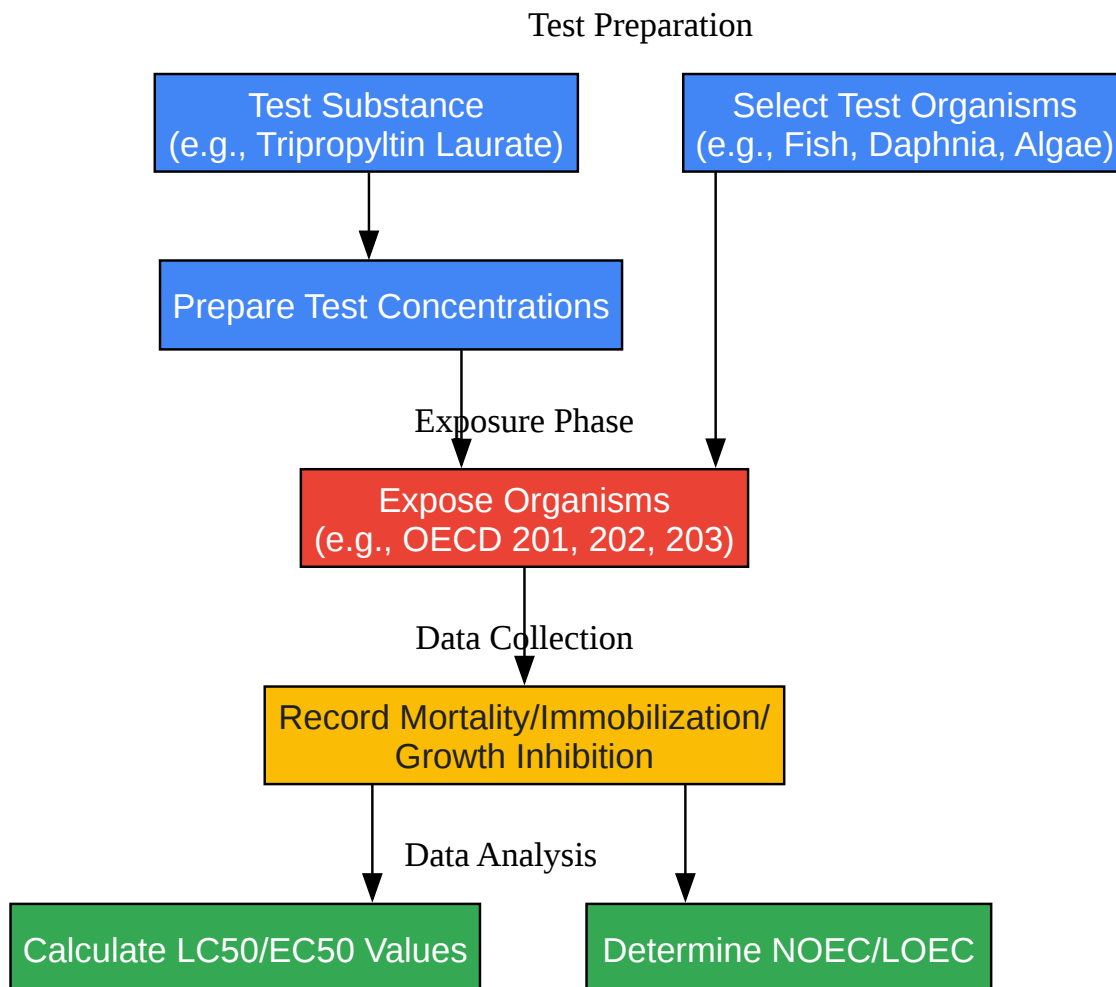 Test Preparation
Test Substance
(e.g., Tripropyltin Laurate)
Select Test Organisms
(e.g., Fish, Daphnia, Algae)
Prepare Test Concentrations
Exposure Phase
Expose Organisms
(e.g., OECD 201, 202, 203)
Data Collection
Record Mortality/Immobilization/
Growth Inhibition
Data Analysis
Calculate LC50/EC50 Values
Determine NOEC/LOEC